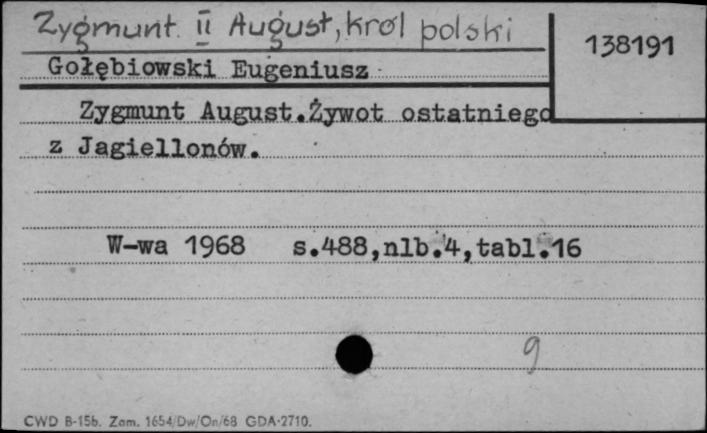 Zygmunt II August, król polski
138191
Gołębiowski Eugeniusz
Zygmunt August.Żywot ostatniego
z Jagiellonów.
W-wa 1968 s.488,nlb.4,tabl.16
9
CWD B-15b. Zam. 1654/Dw/On/68 GDA-2710.